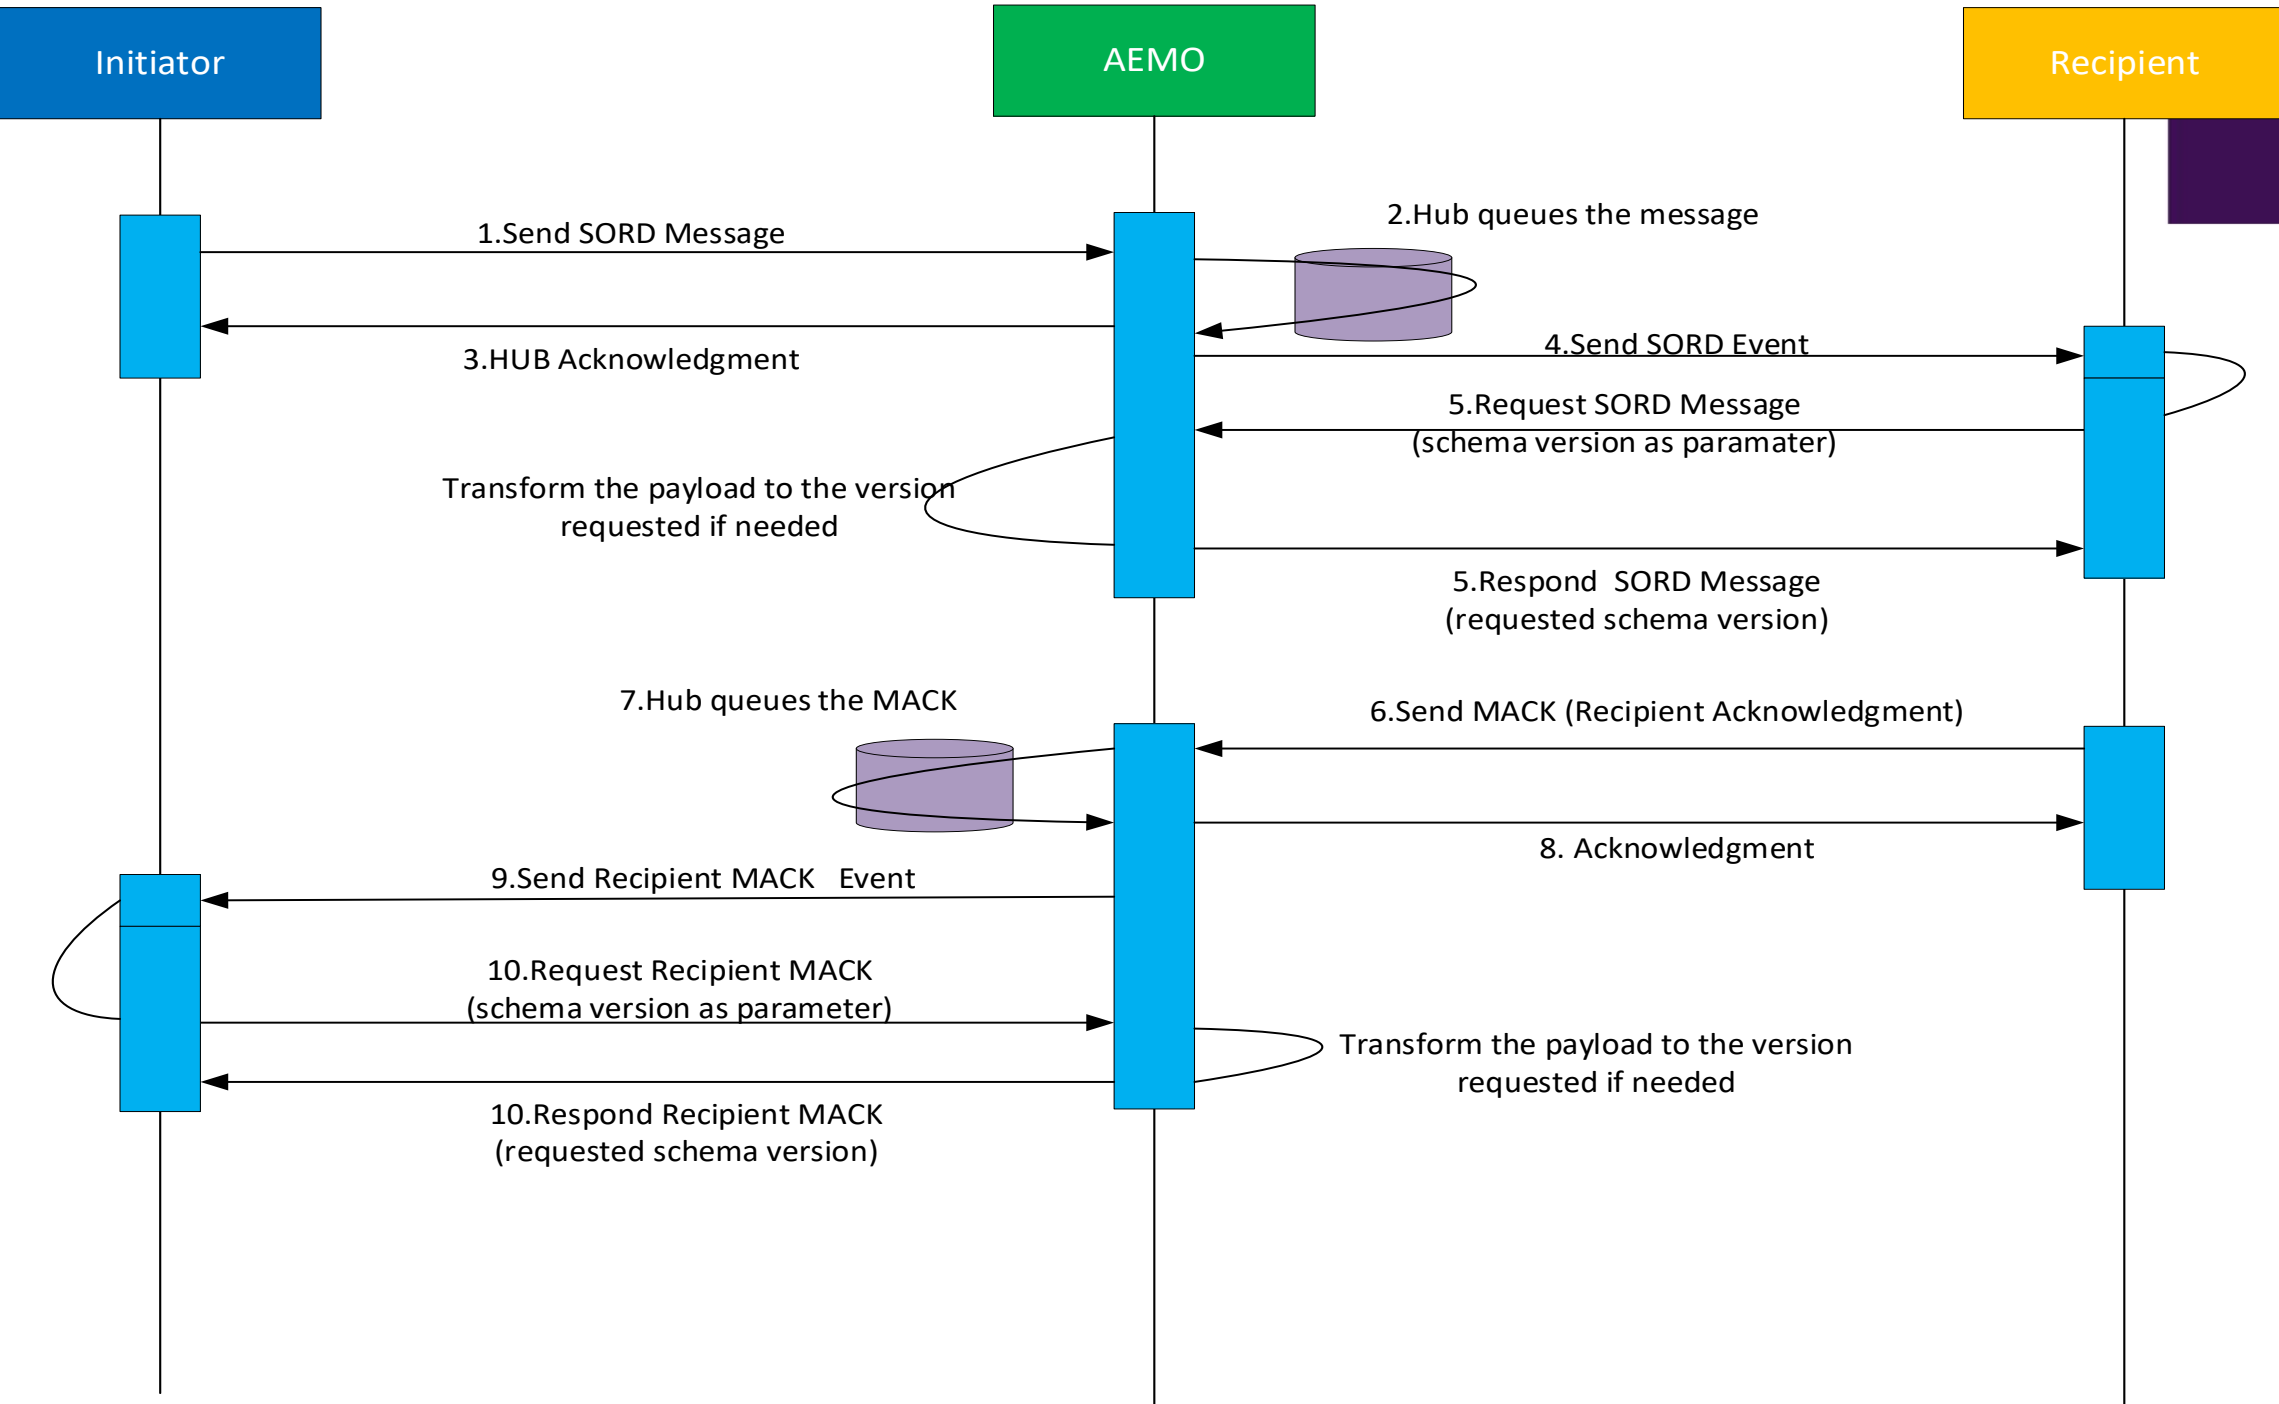 Initiator
AEMO
Recipient
1.Send SORD Message
2.Hub queues the message
3.HUB Acknowledgment
4.Send SORD Event
5.Request SORD Message
(schema version as paramater)
Transform the payload to the version
requested if needed
5.Respond  SORD Message
(requested schema version)
7.Hub queues the MACK
6.Send MACK (Recipient Acknowledgment)
8. Acknowledgment
9.Send Recipient MACK   Event
10.Request Recipient MACK
(schema version as parameter)
Transform the payload to the version
requested if needed
10.Respond Recipient MACK
(requested schema version)